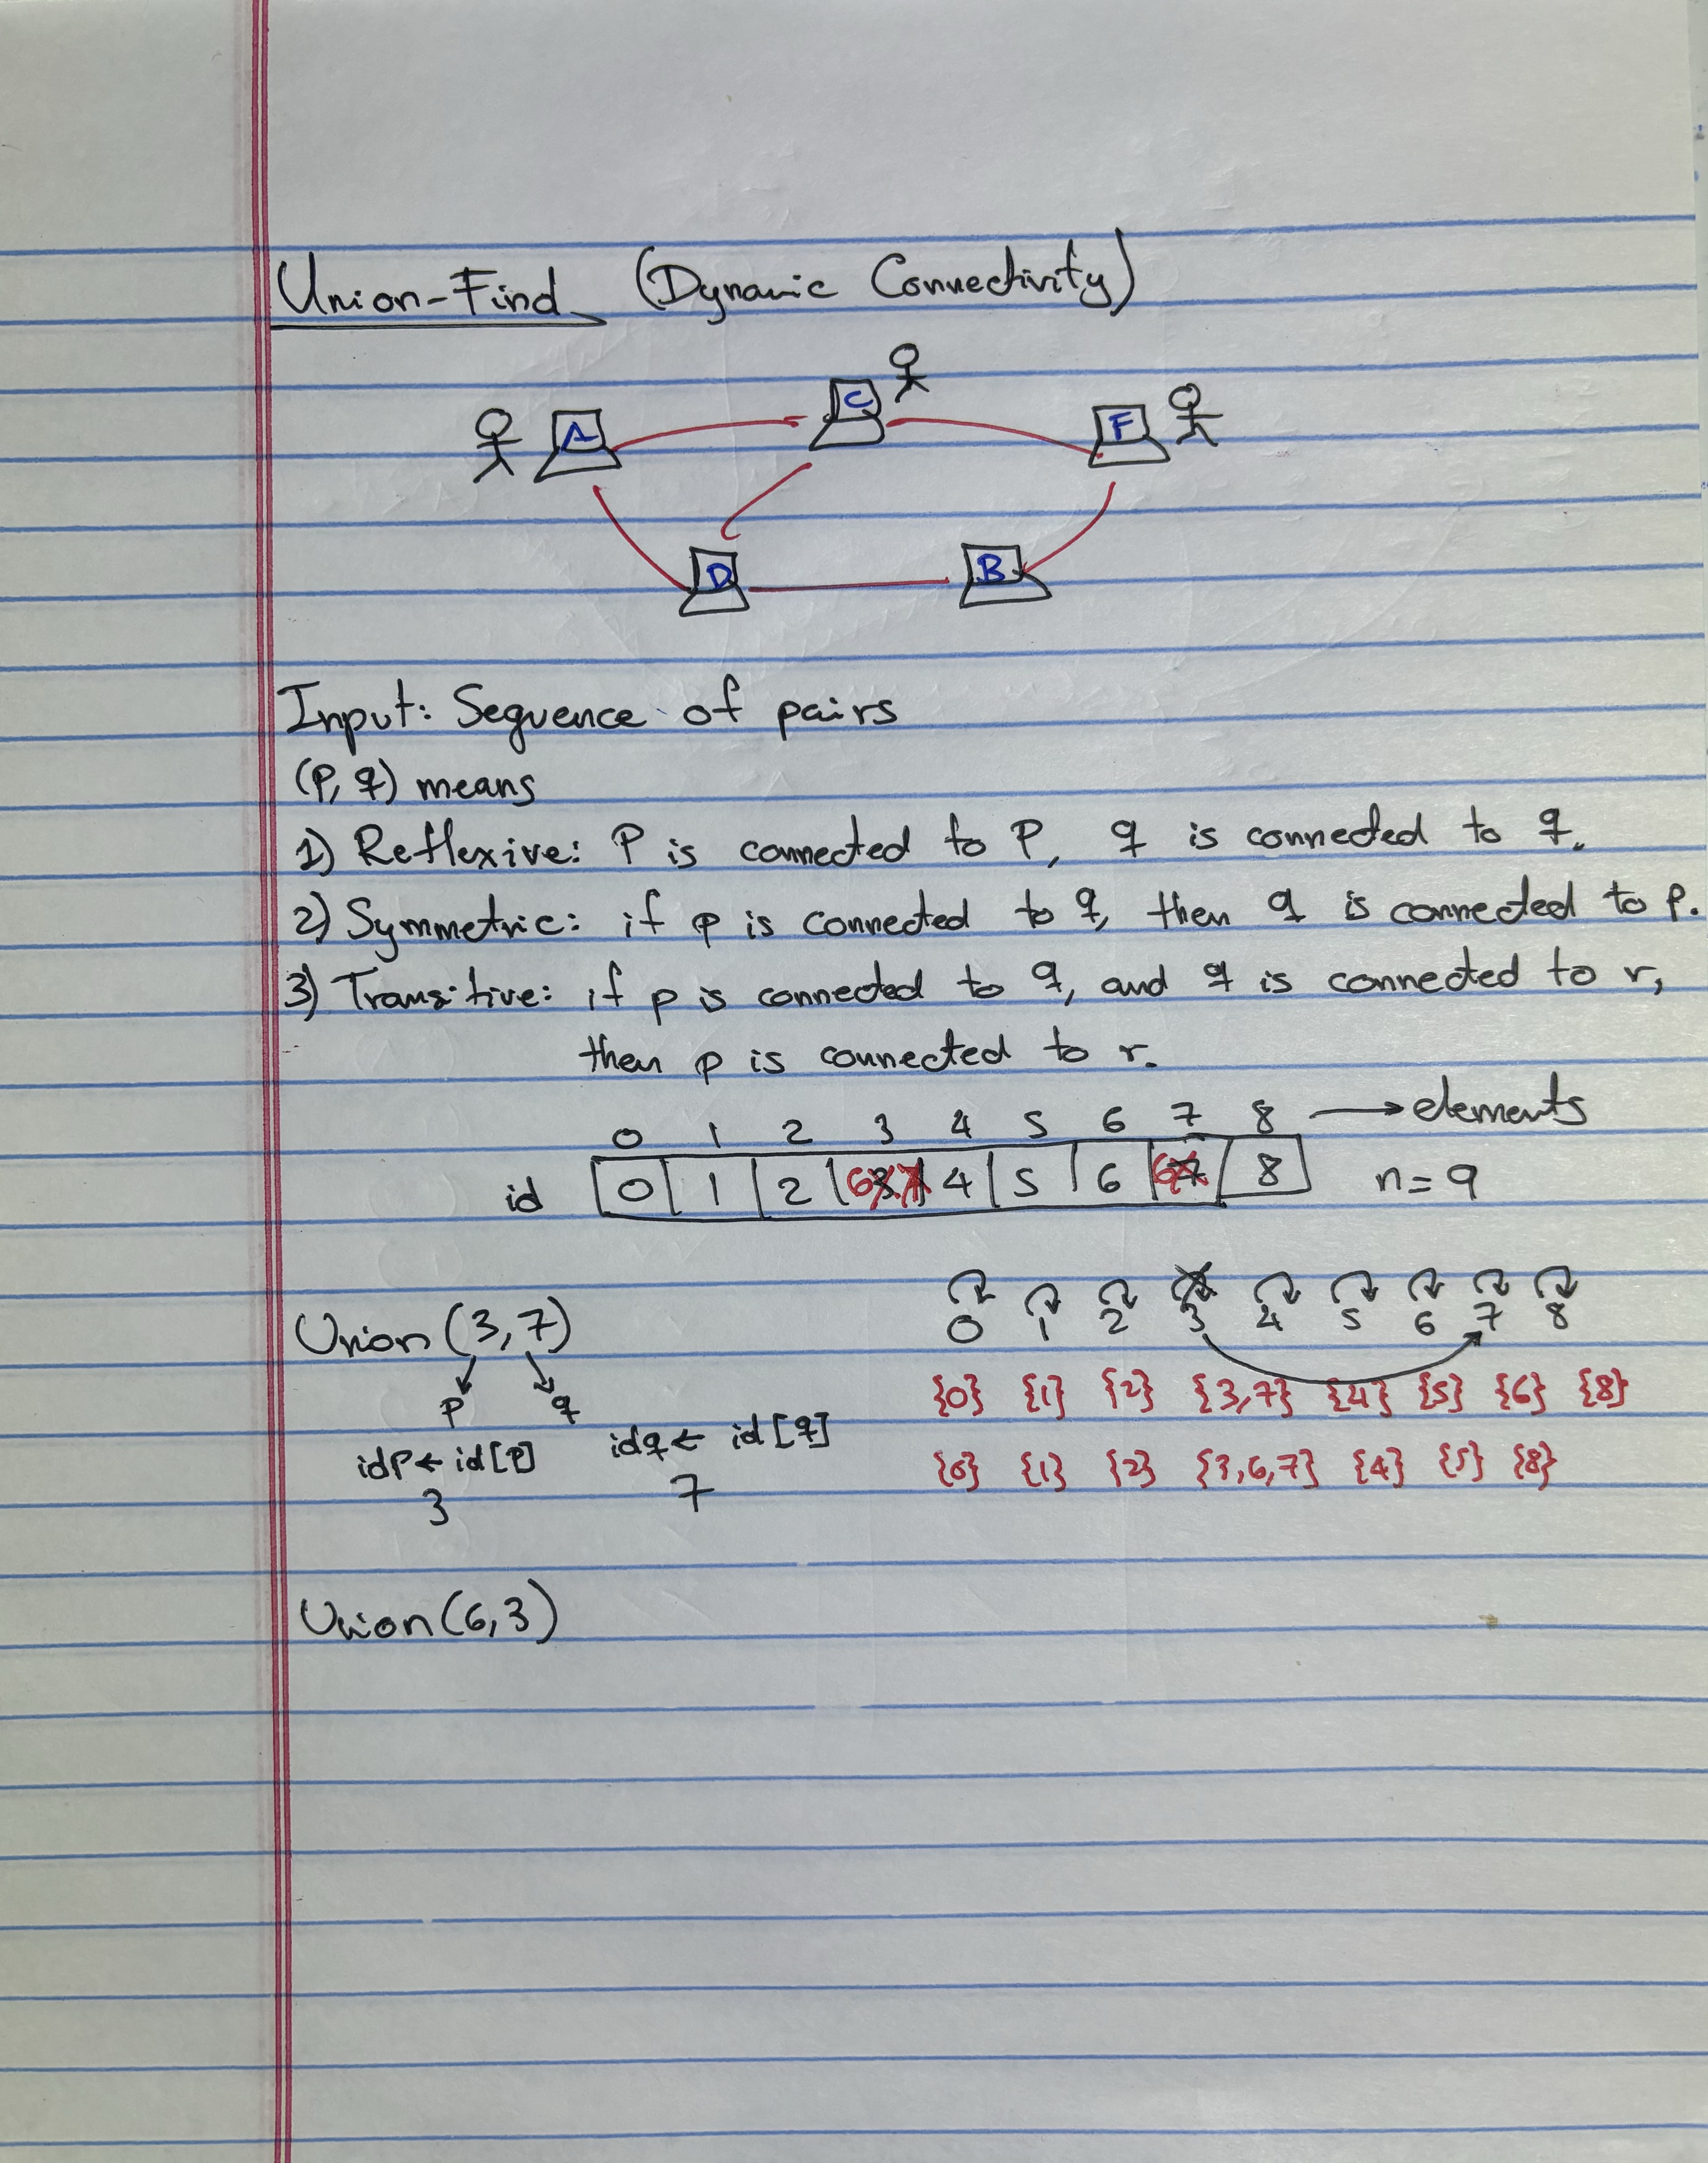 Union-Find (Dynamic Connectivity)
A C F
D B
Input: Sequence of pairs
(p, q) means
1) Reflexive: P is connected to P, q is connected to q.
2) Symmetric: if p is connected to q, then q is connected to p.
3) Transitive: if p is connected to q, and q is connected to r,
then p is connected to r.
0 1 2 3 4 5 6 7 8 → elements
id 0 1 2 6 3 7 4 5 6 6 7 8 n=9
Union (3,7)
0 1 2 3 4 5 6 7 8
p q
{0} {1} {2} {3,7} {4} {5} {6} {8}
idp ← id[p] idq ← id[q]
3 7
{0} {1} {2} {3,6,7} {4} {5} {8}
Union(6,3)